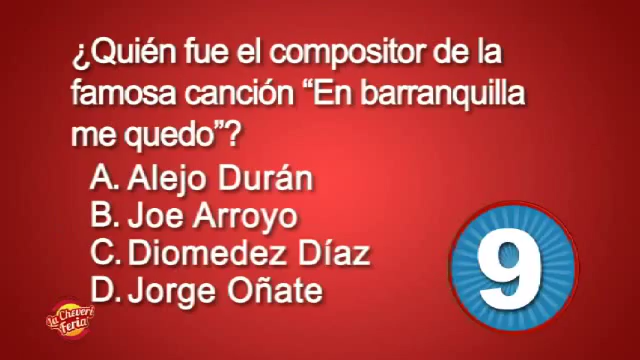 ¿Quién fue el compositor de la
famosa canción “En barranquilla
me quedo”?
A. Alejo Durán
B. Joe Arroyo
C. Diomedez Díaz
D. Jorge Oñate
9
La Chévere
Feria